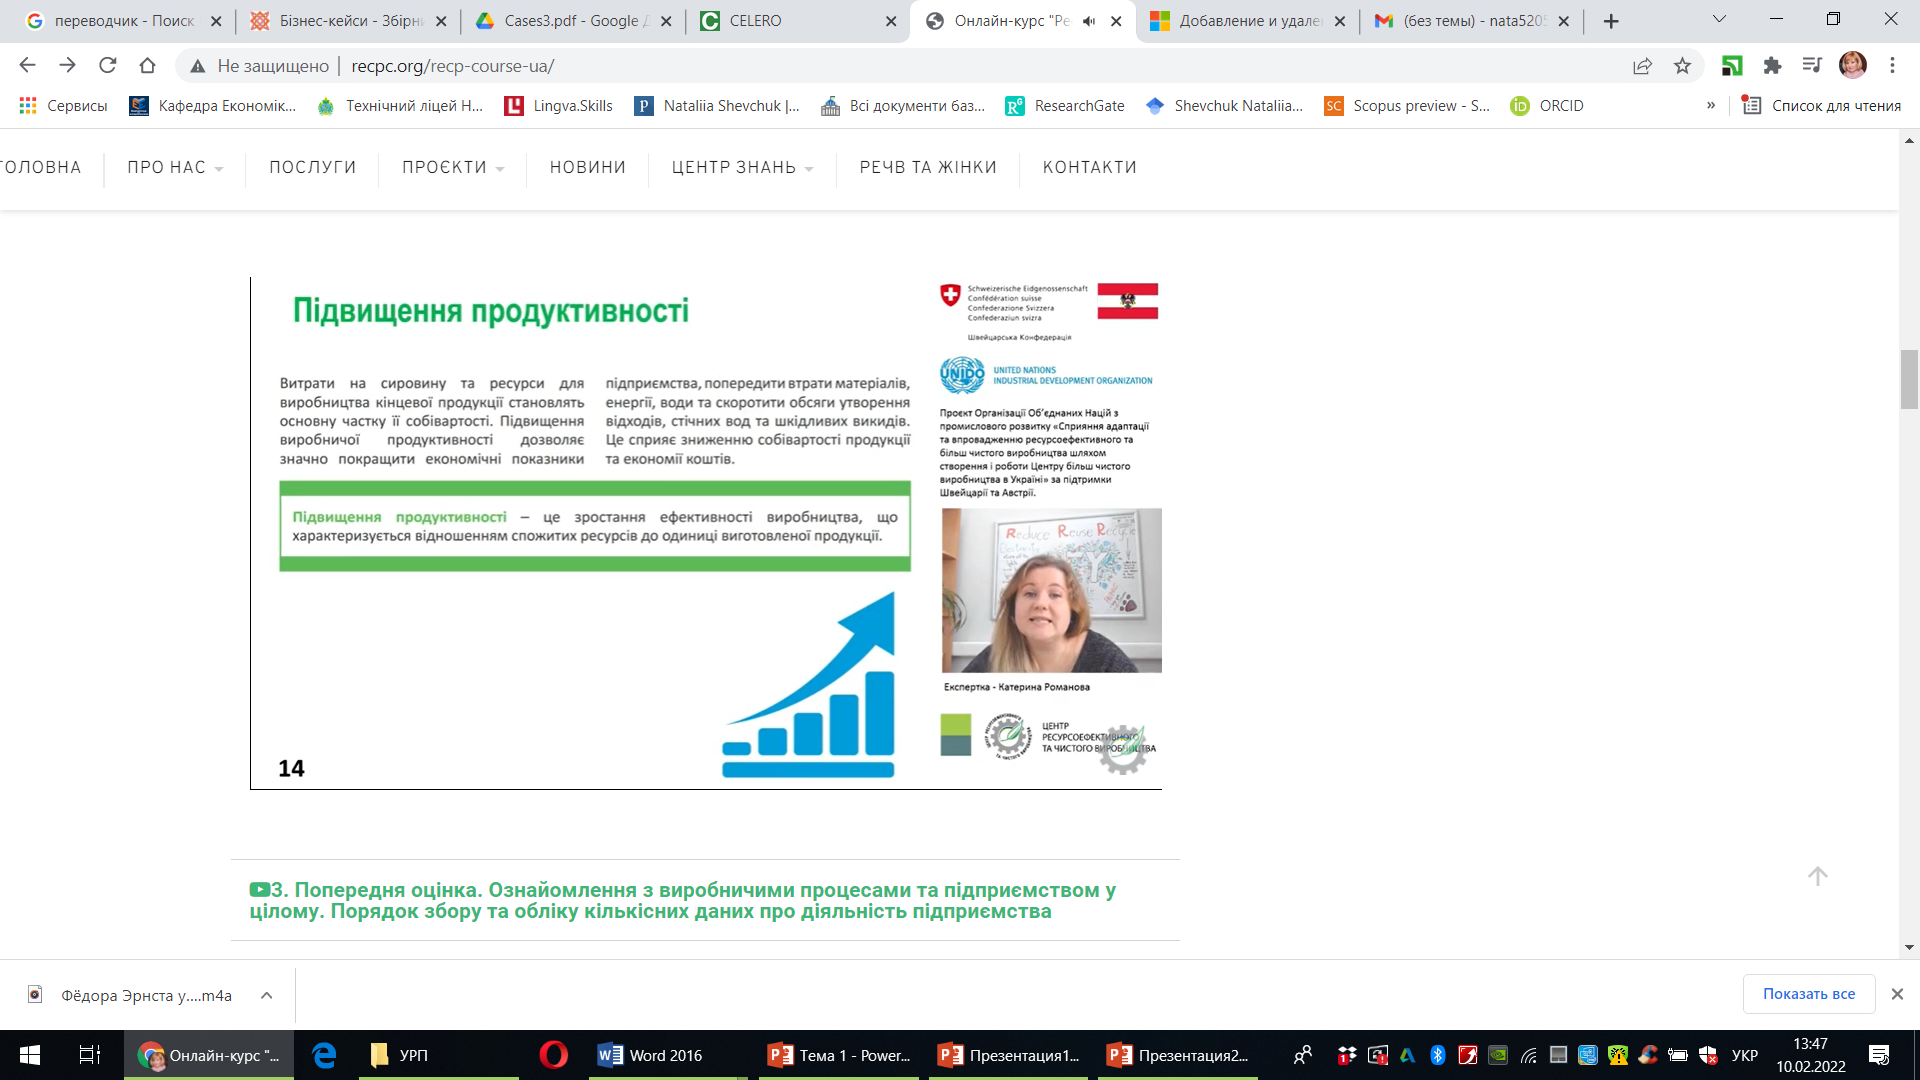 переводчик - Поиск
Бізнес-кейси - Збірн
Cases3.pdf - Google Д
CELERO
Онлайн-курс "Ре
Добавление и удале
(без темы) - nata520
Не защищено
recpc.org/recp-course-ua/
Сервисы
Кафедра Економік...
Технічний ліцей Н...
Lingva.Skills
Nataliia Shevchuk |...
Всі документи баз...
ResearchGate
Shevchuk Nataliia...
Scopus preview - S...
ORCID
»
Список для чтения
ГОЛОВНА
ПРО НАС
ПОСЛУГИ
ПРОЄКТИ
НОВИНИ
ЦЕНТР ЗНАНЬ
РЕЧВ ТА ЖІНКИ
КОНТАКТИ
Підвищення продуктивності
Витрати на сировину та ресурси для
виробництва кінцевої продукції становлять
основну частку її собівартості. Підвищення
виробничої продуктивності дозволяє
значно покращити економічні показники
підприємства, попередити втрати матеріалів,
енергії, води та скоротити обсяги утворення
відходів, стічних вод та шкідливих викидів.
Це сприяє зниженню собівартості продукції
та економії коштів.
Підвищення продуктивності – це зростання ефективності виробництва, що
характеризується відношенням спожитих ресурсів до одиниці виготовленої продукції.
14
Schweizerische Eidgenossenschaft
Confédération suisse
Confederazione Svizzera
Confederaziun svizra
Швейцарська Конфедерація
UNIDO
UNITED NATIONS
INDUSTRIAL DEVELOPMENT ORGANIZATION
Проєкт Організації Об’єднаних Націй з
промислового розвитку «Сприяння адаптації
та впровадженню ресурсоефективного та
більш чистого виробництва шляхом
створення і роботи Центру більш чистого
виробництва в Україні» за підтримки
Швейцарії та Австрії.
Reduce Reuse Recycle
Експертка - Катерина Романова
ЦЕНТР
РЕСУРСОЕФЕКТИВНОГО
ТА ЧИСТОГО ВИРОБНИЦТВА
3. Попередня оцінка. Ознайомлення з виробничими процесами та підприємством у
цілому. Порядок збору та обліку кількісних даних про діяльність підприємства
Фёдора Эрнста у....m4a
Показать все
Онлайн-курс "...
УРП
Word 2016
Тема 1 - Power...
Презентация1...
Презентация2...
УКР
13:47
10.02.2022